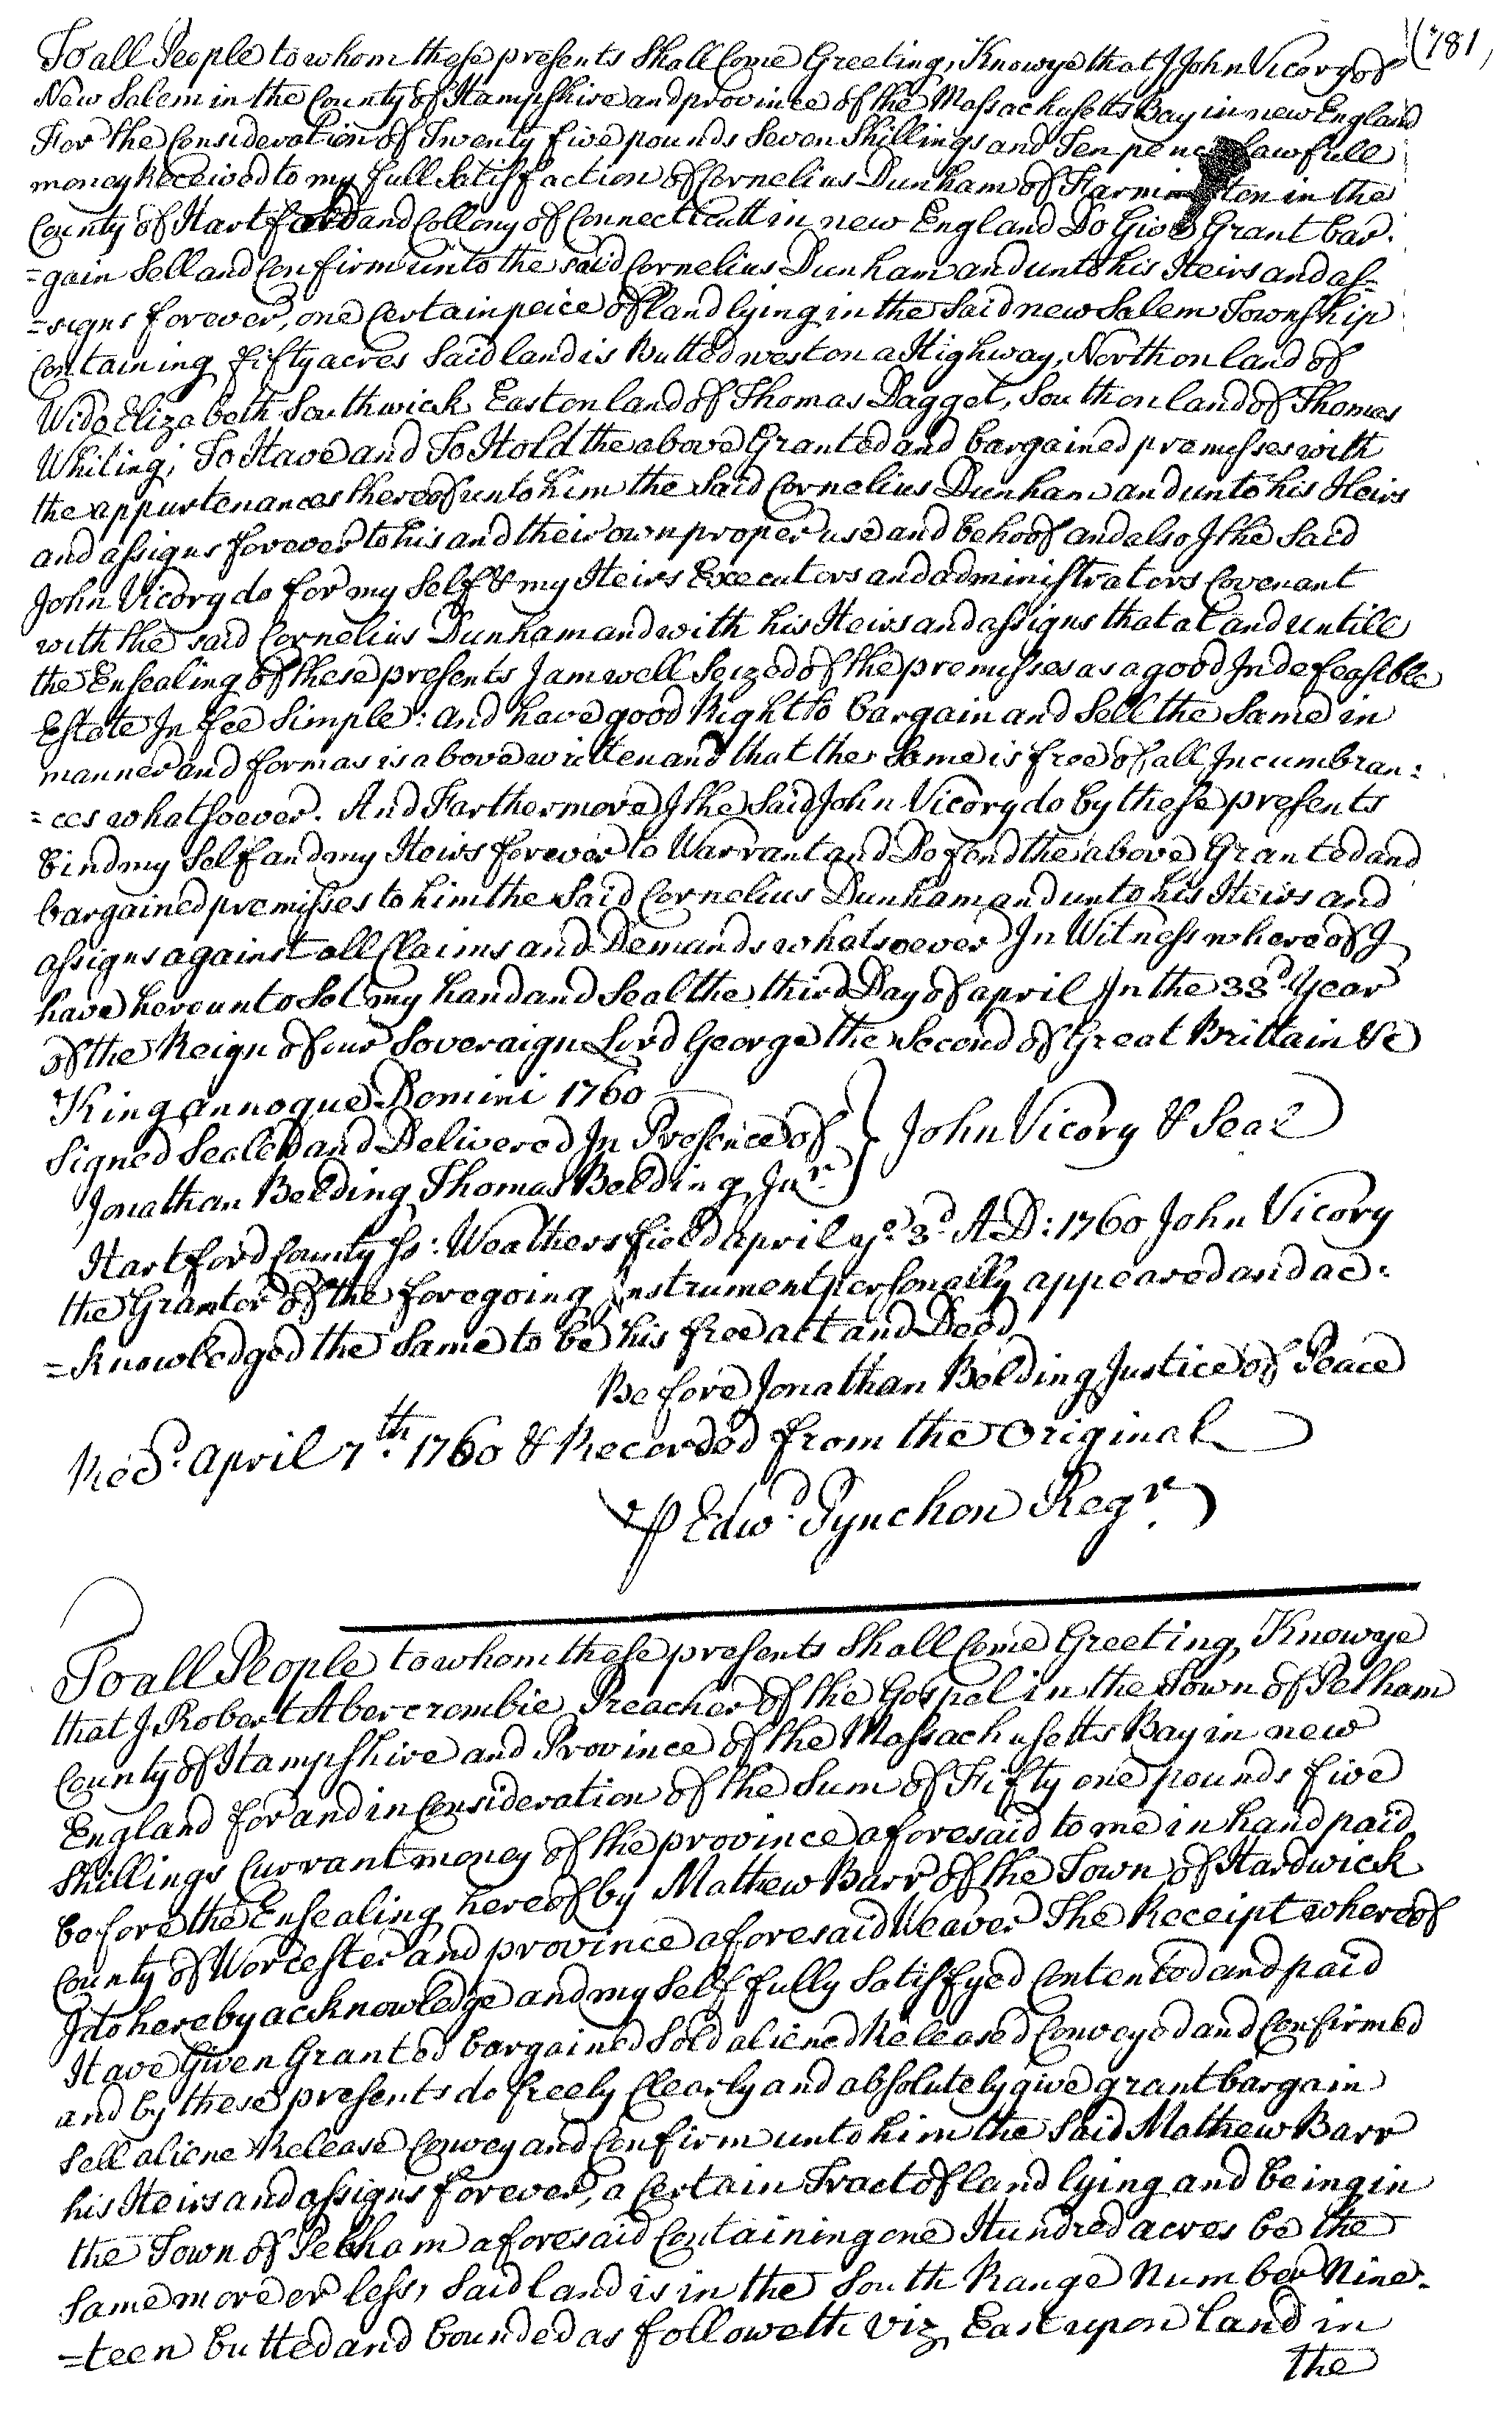 (781)
To all People to whom these presents Shall Come Greeting, Know ye that I John Vicory of
New Salem in the County of Hampshire and province of the Massachusetts Bay in new England
For the Consideration of Twenty five pounds Seven Shillings and Ten pence Lawfull
money Received to my full Satisfaction of Cornelius Dunham of Farmington in the
County of Hartford and Collony of Connecticutt in new England Do Give Grant bar-
=gain Sell and Confirm unto the said Cornelius Dunham and unto his Heirs and as=
=signs forever, one Certain peice of Land lying in the Said new Salem Township
Containing fifty acres Said land is Butted west on a Highway, North on land of
Wido Elizabeth Southwick East on land of Thomas Dagget, South on land of Thomas
Whiting; To Have and To Hold the above Granted and bargained premisses with
the appurtenances thereof unto him the Said Cornelius Dunham and unto his Heirs
and assigns forever to his and their own proper use and behoof and also I the Said
John Vicory do for my Self & my Heirs Executors and administrators Covenant
with the said Cornelius Dunham and with his Heirs and assigns that at and untill
the Ensealing of these presents I am well Seized of the premisses as a good Indefeasible
Estate In fee Simple: and have good Right to bargain and Sell the Same in
manner and form as is above written and that the Same is free of all Incumbran=
=ces whatsoever. And Farthermore I the Said John Vicory do by these presents
bind my Self and my Heirs forever to Warrant and Defend the above Granted and
bargained premisses to him the Said Cornelius Dunham and unto his Heirs and
assigns against all Claims and Demands whatsoever In Witness whereof I
have hereunto Set my hand and Seal the third Day of april In the 33d. Year
of the Reign of our Soveraign Lord George the Second of Great Brittain &c
King annoque Domini 1760
Signed Sealed and Delivered In Presence of } John Vicory & Seal
Jonathan Belding Thomas Belding Junr.
Hartford County ss: Weathersfield april ye. 3d. A.D: 1760 John Vicory
the Grantor of the foregoing instrument personally appeared and ac=
=knowledged the Same to be his free act and Deed
Before Jonathan Belding Justice of Peace
Recd. april 7th. 1760 & Recorded from the Original
P Edwd. Pynchon Regr.
To all People to whom these presents Shall Come Greeting, Know ye
that I Robert Abercrombie Preacher of the Gospel in the Town of Pelham
County of Hampshire and Province of the Massachusetts Bay in new
England for and in Consideration of the Sum of Fifty one pounds five
Shillings Currant money of the province aforesaid to me in hand paid
before the Ensealing hereof by Mathew Barr of the Town of Hardwick
County of Worcester and province aforesaid Weaver The Receipt whereof
I do hereby acknowledge and my Self fully Satisfyed Contented and paid
Have Given Granted bargained Sold aliened Released Conveyed and Confirmed
and by these presents do freely Clearly and absolutely give grant bargain
Sell aliene Release Convey and Confirm unto him the Said Mathew Barr
his Heirs and assigns forever, a Certain Tract of land lying and being in
the Town of Pelham aforesaid Containing one Hundred acres be the
Same more or less, Said land is in the South Range Number Nine-
=teen butted and bounded as followeth viz East upon land in
the